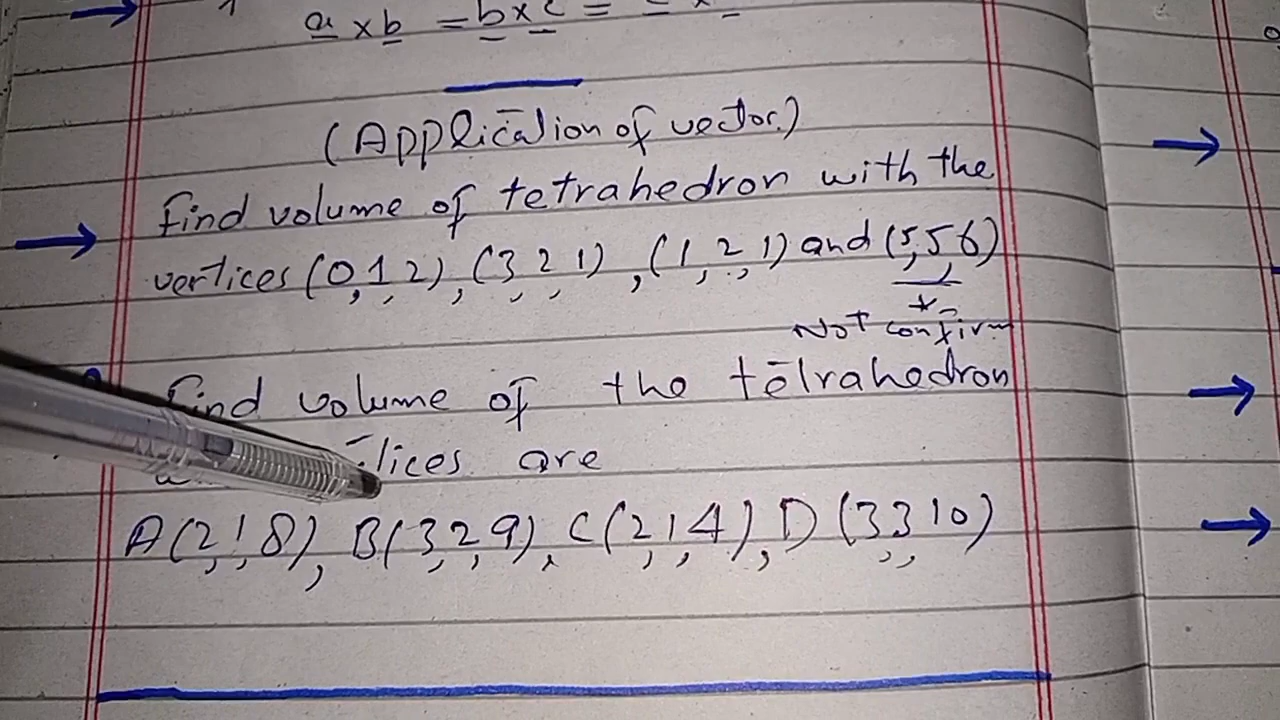 a × b = b × c =
(Application of vector)
find volume of tetrahedron with the
vertices (0,1,2), (3,2,1), (1,2,1) and (5,5,6)
Not confirm
Find volume of the tetrahedron
are
A(2,1,8), B(3,2,9), C(2,1,4), D(3,3,10)